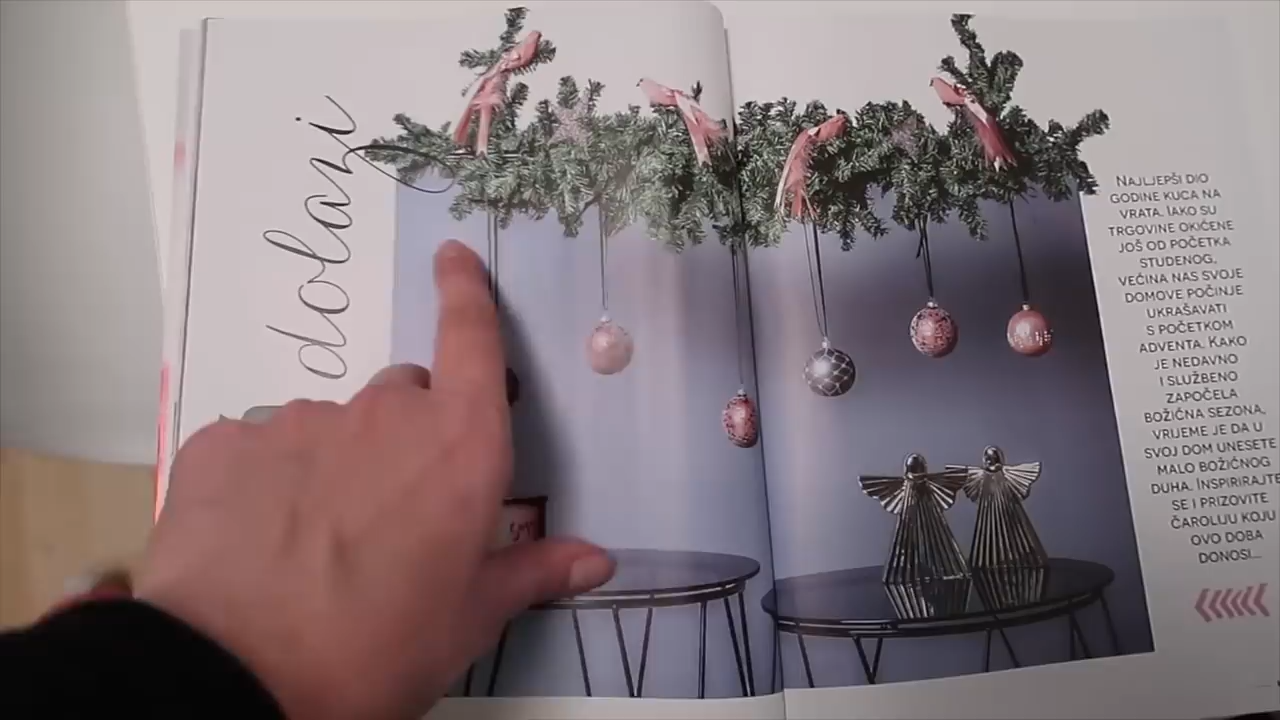 dolazi
NAJLJEPŠI DIO
GODINE KUCA NA
VRATA. IAKO SU
TRGOVINE OKIĆENE
JOŠ OD POČETKA
STUDENOG,
VEĆINA NAS SVOJE
DOMOVE POČINJE
UKRAŠAVATI
S POČETKOM
ADVENTA. KAKO
JE NEDAVNO
I SLUŽBENO
ZAPOČELA
BOŽIĆNA SEZONA,
VRIJEME JE DA U
SVOJ DOM UNESETE
MALO BOŽIĆNOG
DUHA. INSPIRIRAJTE
SE I PRIZOVITE
ČAROLIJU KOJU
OVO DOBA
DONOSI...